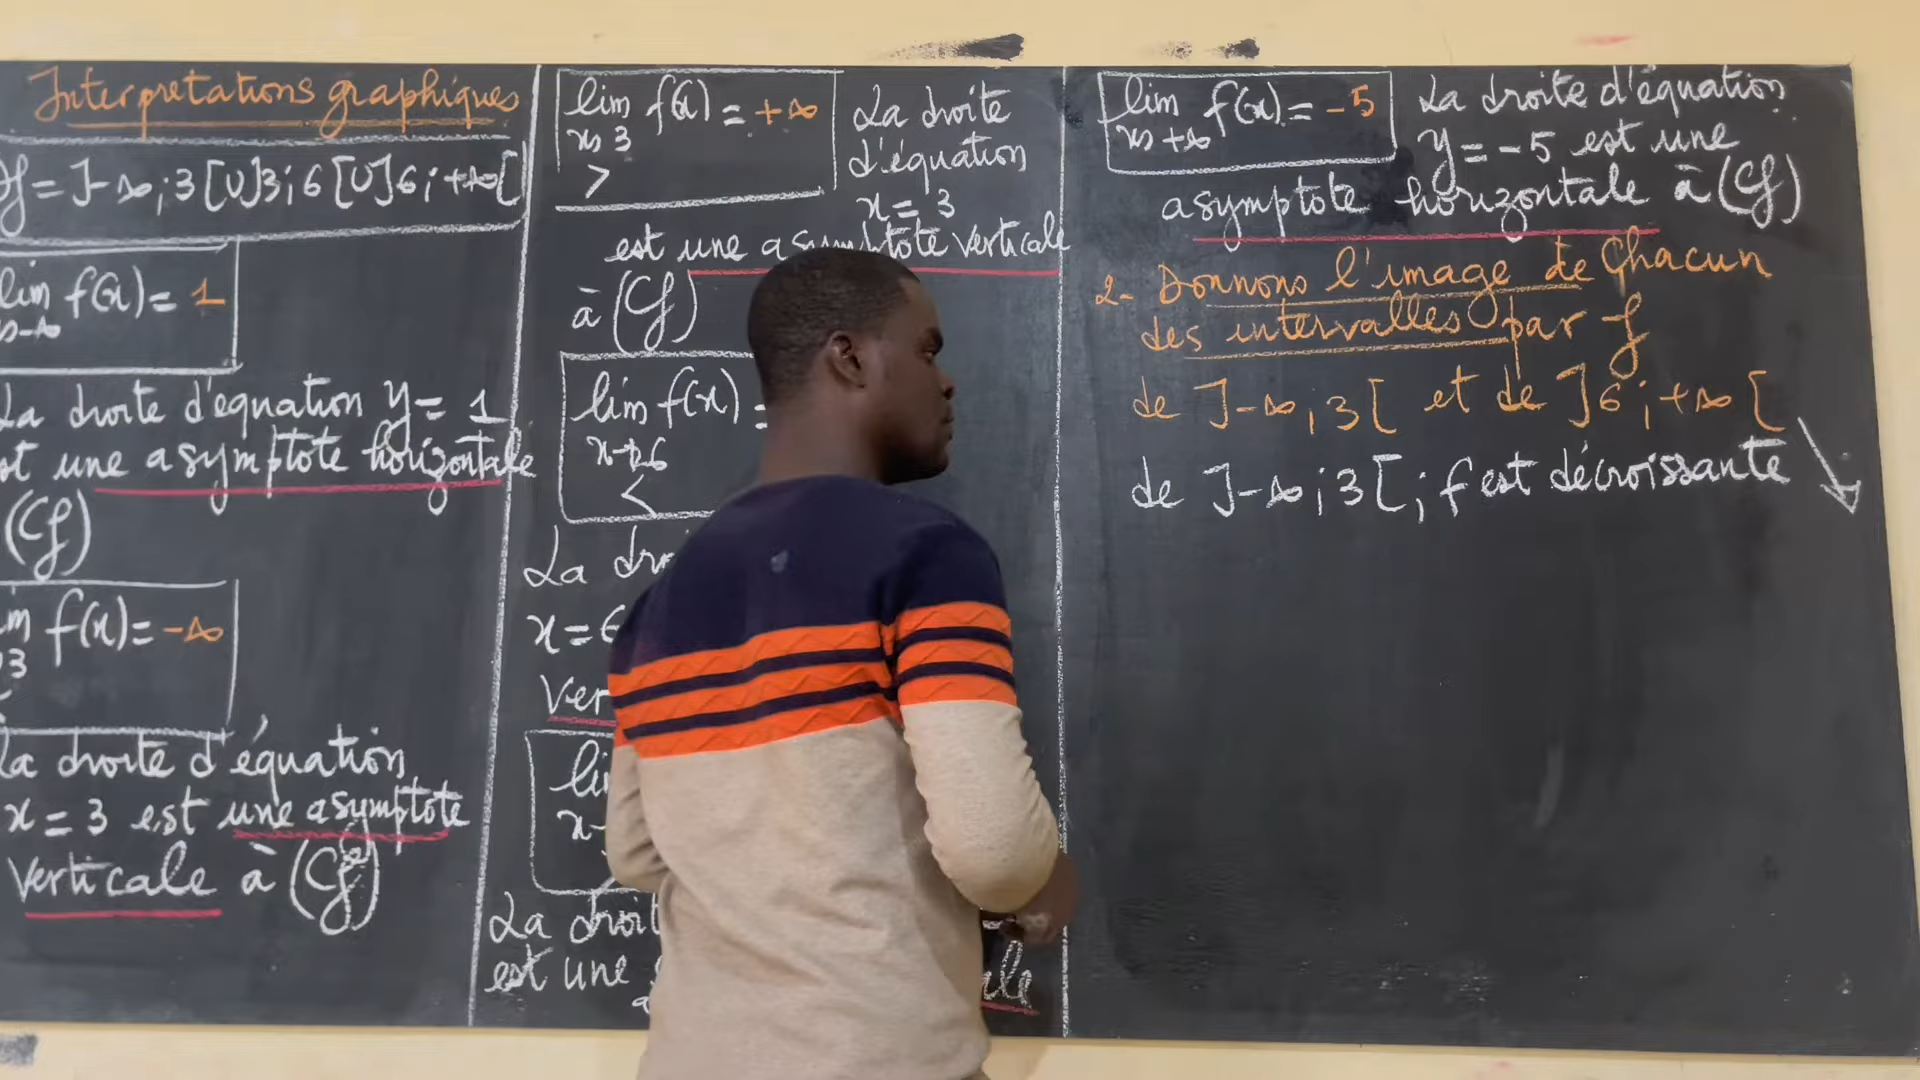 Interpretations graphiques
Df = ]-∞;3[U]3;6[U]6;+∞[
lim f(x) = 1
x→-∞
La droite d'équation y = 1
est une asymptote horizontale
(Cf)
lim f(x) = -∞
3
La droite d'équation
x = 3 est une asymptote
verticale à (Cf)
lim f(x) = +∞
x→3
>
La droite
d'équation
x = 3
est une asymptote verticale
à (Cf)
lim f(x) =
x→6
<
La
x = 6
Ver
x→
La droit
est une
ale
lim f(x) = -5
x→+∞
La droite d'équation
y = -5 est une
asymptote horizontale à (Cf)
2- Donnons l'image de chacun
des intervalles par f
de ]-∞;3[ et de ]6;+∞[
de ]-∞;3[; f est décroissante ↘